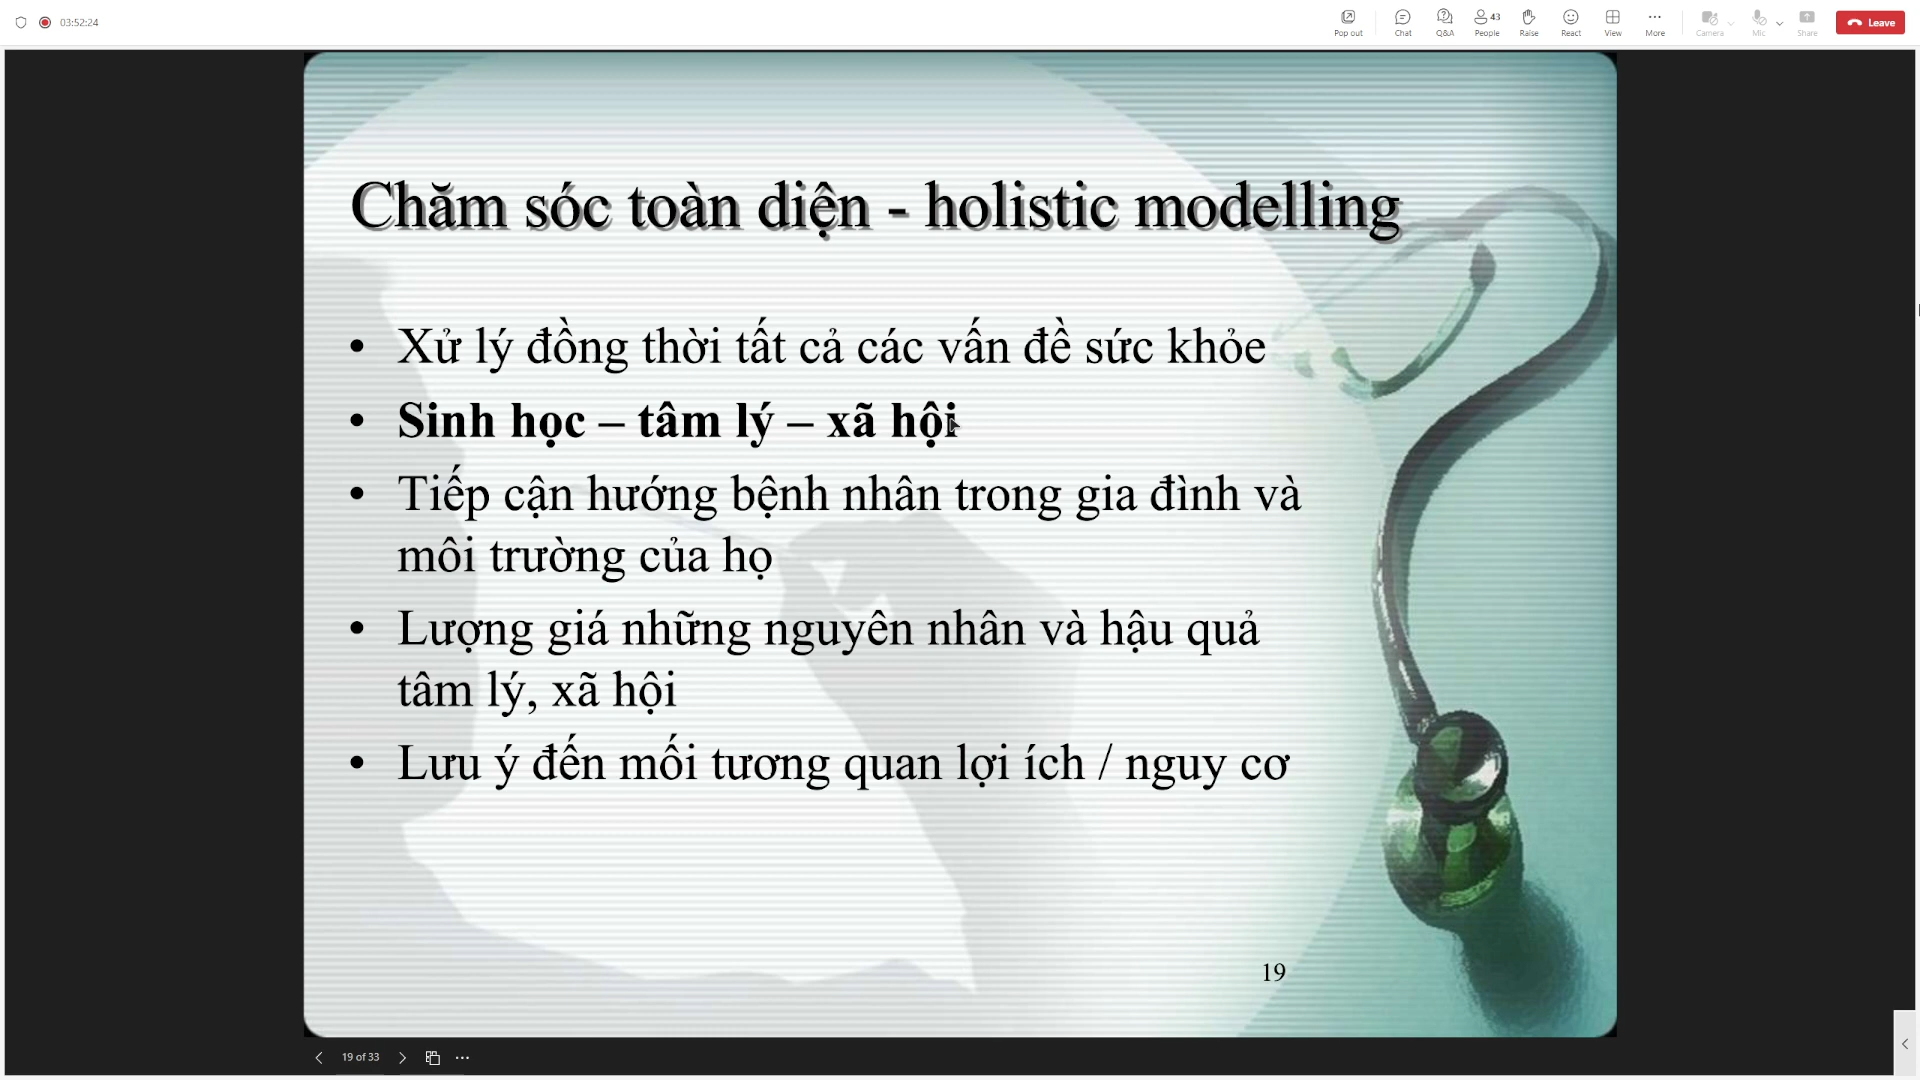 03:52:24
Pop out
Chat
Q&A
43
People
Raise
React
View
More
Camera
Mic
Share
Leave
Chăm sóc toàn diện - holistic modelling
• Xử lý đồng thời tất cả các vấn đề sức khỏe
• Sinh học – tâm lý – xã hội
• Tiếp cận hướng bệnh nhân trong gia đình và
môi trường của họ
• Lượng giá những nguyên nhân và hậu quả
tâm lý, xã hội
• Lưu ý đến mối tương quan lợi ích / nguy cơ
19
19 of 33